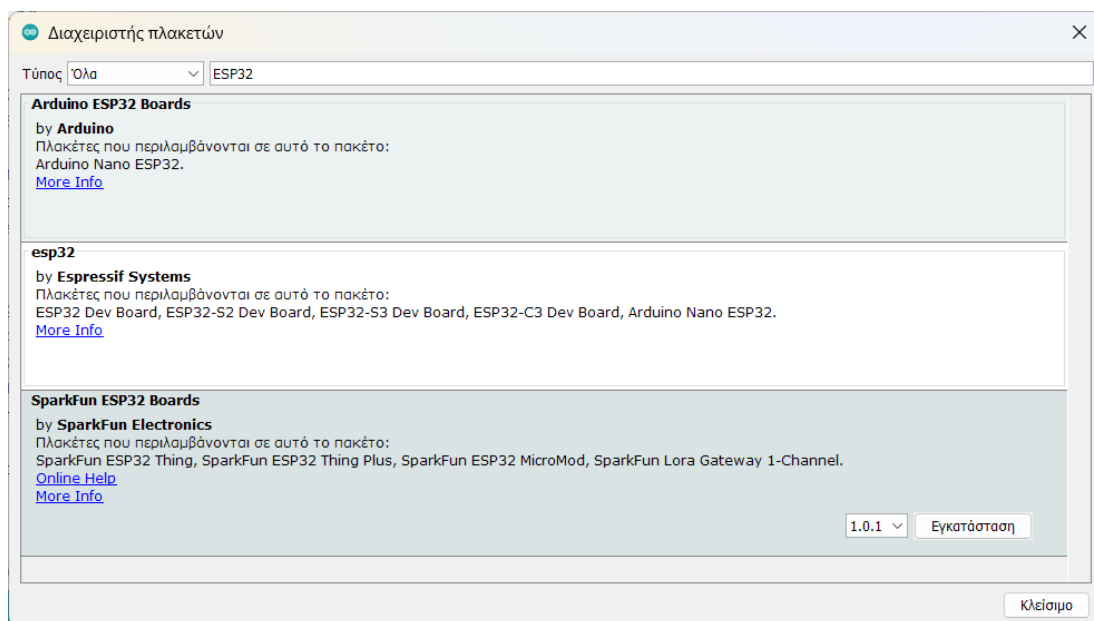 Διαχειριστής πλακετών
Τύπος Όλα ESP32
Arduino ESP32 Boards
by Arduino
Πλακέτες που περιλαμβάνονται σε αυτό το πακέτο:
Arduino Nano ESP32.
More Info
esp32
by Espressif Systems
Πλακέτες που περιλαμβάνονται σε αυτό το πακέτο:
ESP32 Dev Board, ESP32-S2 Dev Board, ESP32-S3 Dev Board, ESP32-C3 Dev Board, Arduino Nano ESP32.
More Info
SparkFun ESP32 Boards
by SparkFun Electronics
Πλακέτες που περιλαμβάνονται σε αυτό το πακέτο:
SparkFun ESP32 Thing, SparkFun ESP32 Thing Plus, SparkFun ESP32 MicroMod, SparkFun Lora Gateway 1-Channel.
Online Help
More Info
1.0.1 Εγκατάσταση
Κλείσιμο